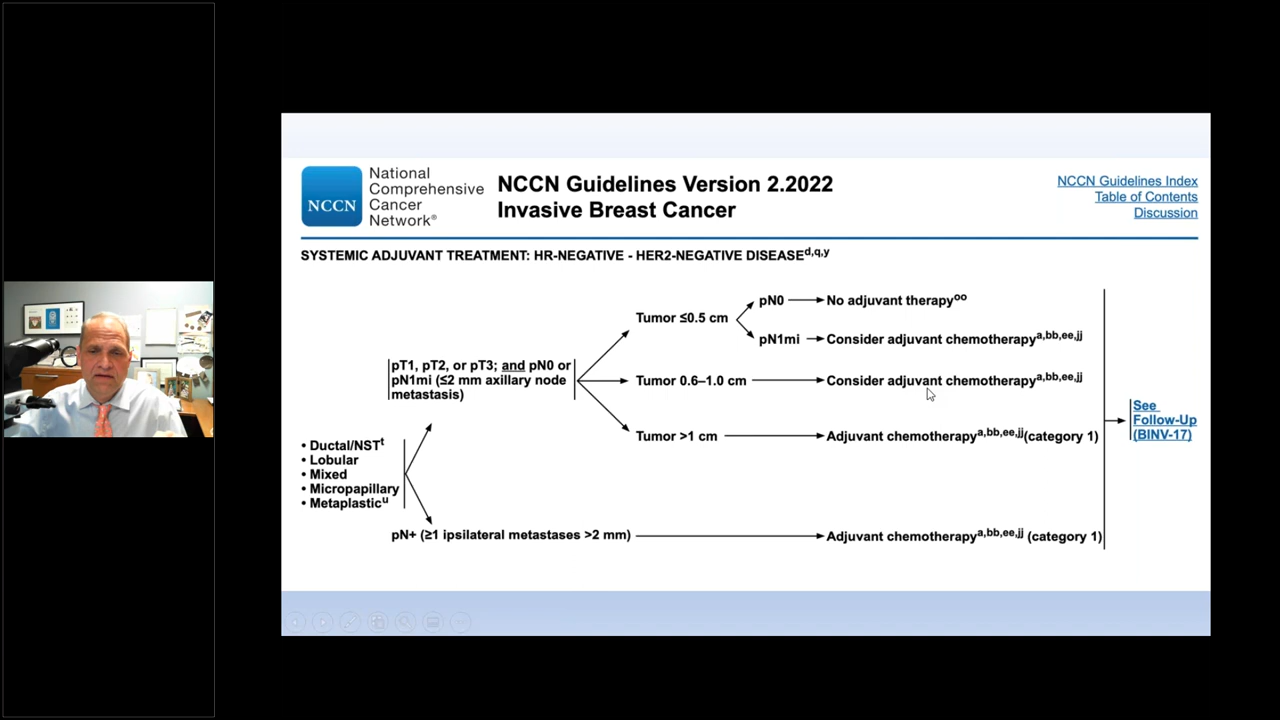 National
Comprehensive
Cancer
Network®
NCCN
NCCN Guidelines Version 2.2022
Invasive Breast Cancer
NCCN Guidelines Index
Table of Contents
Discussion
SYSTEMIC ADJUVANT TREATMENT: HR-NEGATIVE - HER2-NEGATIVE DISEASEd,q,y
• Ductal/NSTt
• Lobular
• Mixed
• Micropapillary
• Metaplasticu
pT1, pT2, or pT3; and pN0 or
pN1mi (≤2 mm axillary node
metastasis)
Tumor ≤0.5 cm
pN0
No adjuvant therapyoo
pN1mi
Consider adjuvant chemotherapya,bb,ee,jj
Tumor 0.6–1.0 cm
Consider adjuvant chemotherapya,bb,ee,jj
Tumor >1 cm
Adjuvant chemotherapya,bb,ee,jj(category 1)
pN+ (≥1 ipsilateral metastases >2 mm)
Adjuvant chemotherapya,bb,ee,jj (category 1)
See
Follow-Up
(BINV-17)